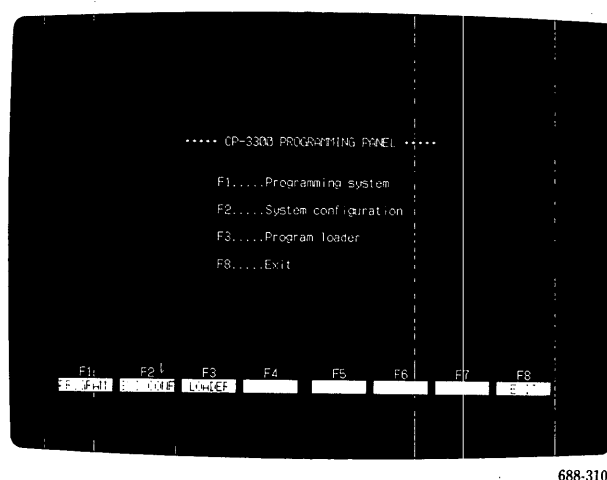 ••••• CP-3300 PROGRAMMING PANEL •••••
F1.....Programming system
F2.....System configuration
F3.....Program loader
F8.....Exit
F1 F2 F3 F4 F5 F6 F7 F8
LOADER
688-310